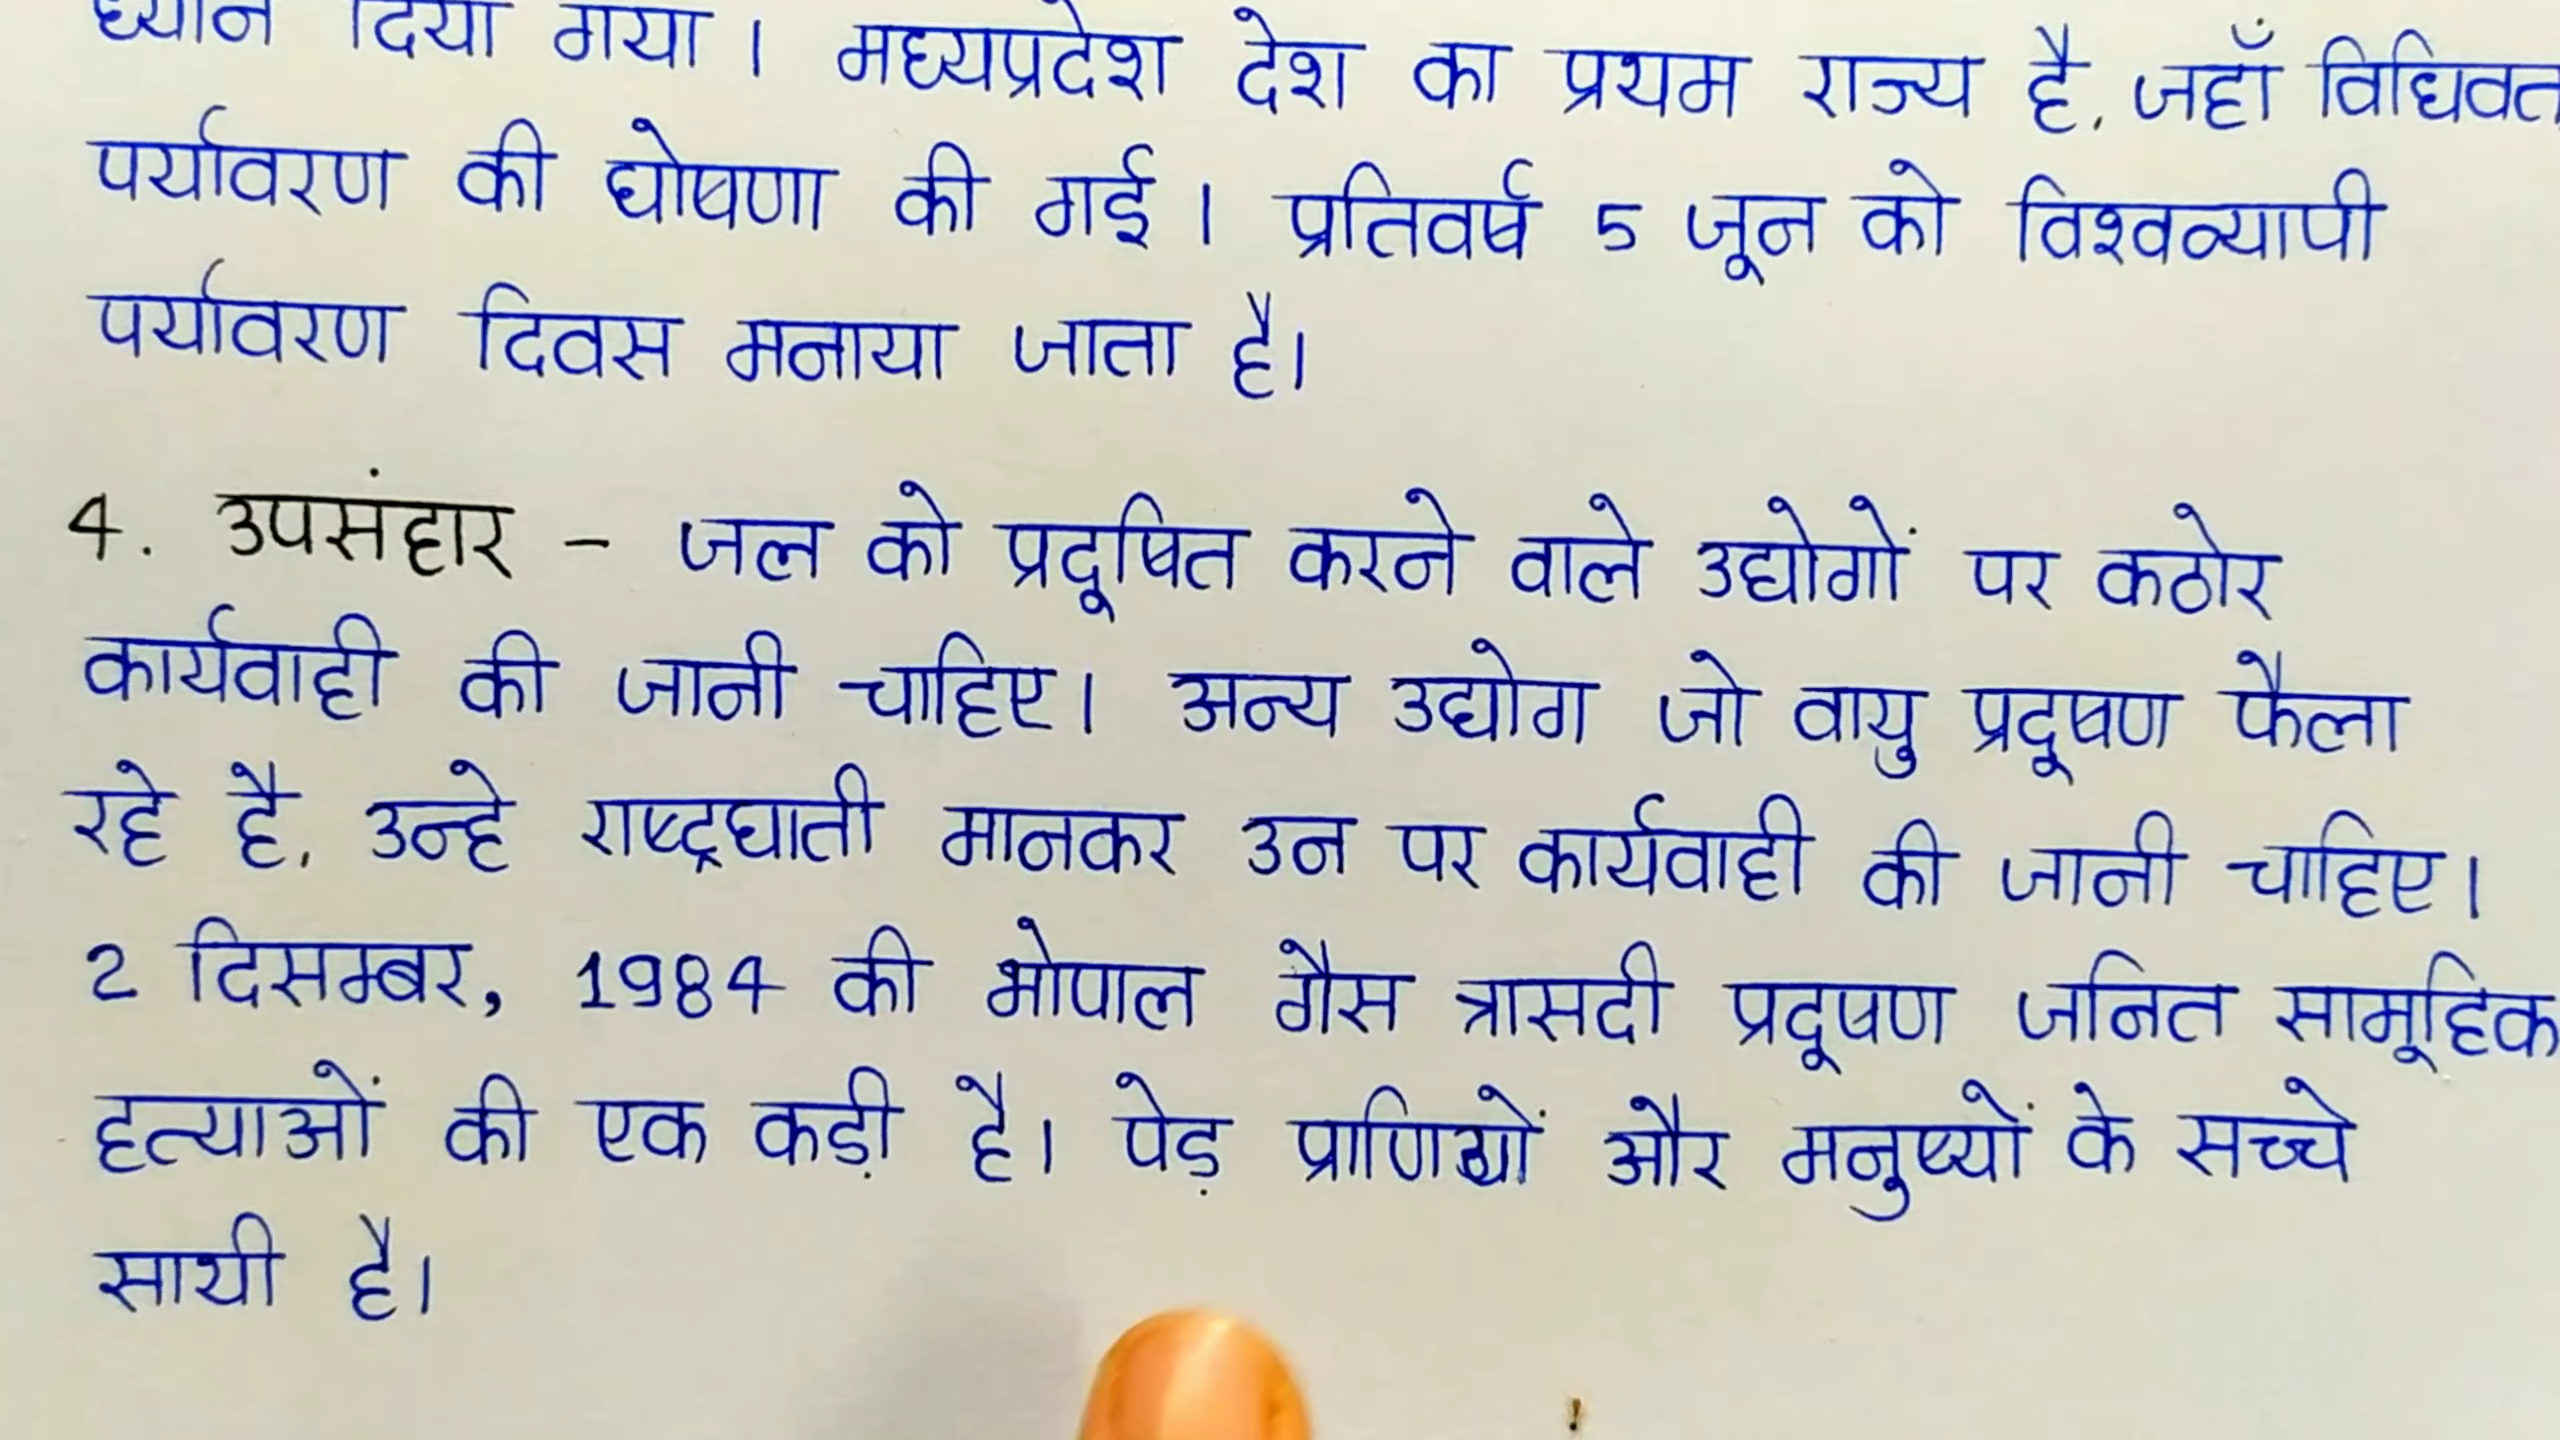 ध्यान दिया गया । मध्यप्रदेश देश का प्रथम राज्य है, जहाँ विधिवत
पर्यावरण की घोषणा की गई । प्रतिवर्ष 5 जून को विश्वव्यापी
पर्यावरण दिवस मनाया जाता है।
4. उपसंहार - जल को प्रदूषित करने वाले उद्योगों पर कठोर
कार्यवाही की जानी चाहिए। अन्य उद्योग जो वायु प्रदूषण फैला
रहे है, उन्हे राष्ट्रघाती मानकर उन पर कार्यवाही की जानी चाहिए।
2 दिसम्बर, 1984 की भोपाल गैस त्रासदी प्रदूषण जनित सामूहिक
हत्याओं की एक कड़ी है। पेड़ प्राणियों और मनुष्यों के सच्चे
साथी है।